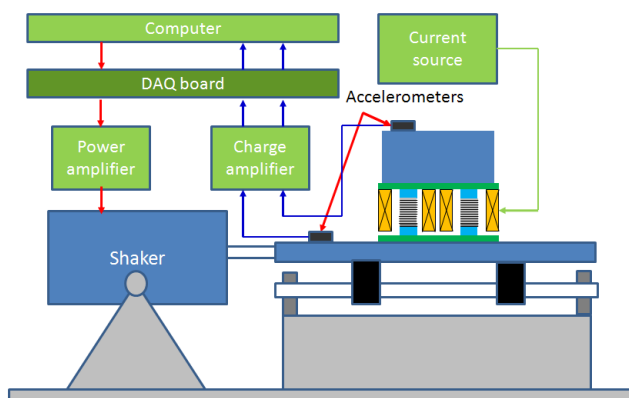 Computer
Current
source
DAQ board
Accelerometers
Power
amplifier
Charge
amplifier
Shaker